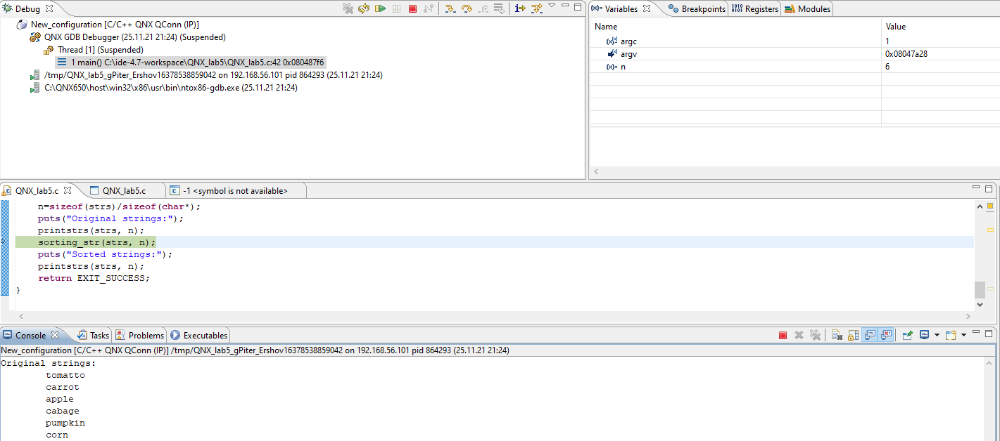 Debug
New_configuration [C/C++ QNX QConn (IP)]
QNX GDB Debugger (25.11.21 21:24) (Suspended)
Thread [1] (Suspended)
1 main() C:\ide-4.7-workspace\QNX_lab5\QNX_lab5.c:42 0x080487f6
/tmp/QNX_lab5_gPiter_Ershov16378538859042 on 192.168.56.101 pid 864293 (25.11.21 21:24)
C:\QNX650\host\win32\x86\usr\bin\ntox86-gdb.exe (25.11.21 21:24)
(x)= Variables Breakpoints 1010 0101 Registers Modules
Name Value
argc 1
argv 0x08047a28
(x)= n 6
QNX_lab5.c QNX_lab5.c -1 <symbol is not available>
n=sizeof(strs)/sizeof(char*);
puts("Original strings:");
printstrs(strs, n);
sorting_str(strs, n);
puts("Sorted strings:");
printstrs(strs, n);
return EXIT_SUCCESS;
}
Console Tasks Problems Executables
New_configuration [C/C++ QNX QConn (IP)] /tmp/QNX_lab5_gPiter_Ershov16378538859042 on 192.168.56.101 pid 864293 (25.11.21 21:24)
Original strings:
tomatto
carrot
apple
cabage
pumpkin
corn